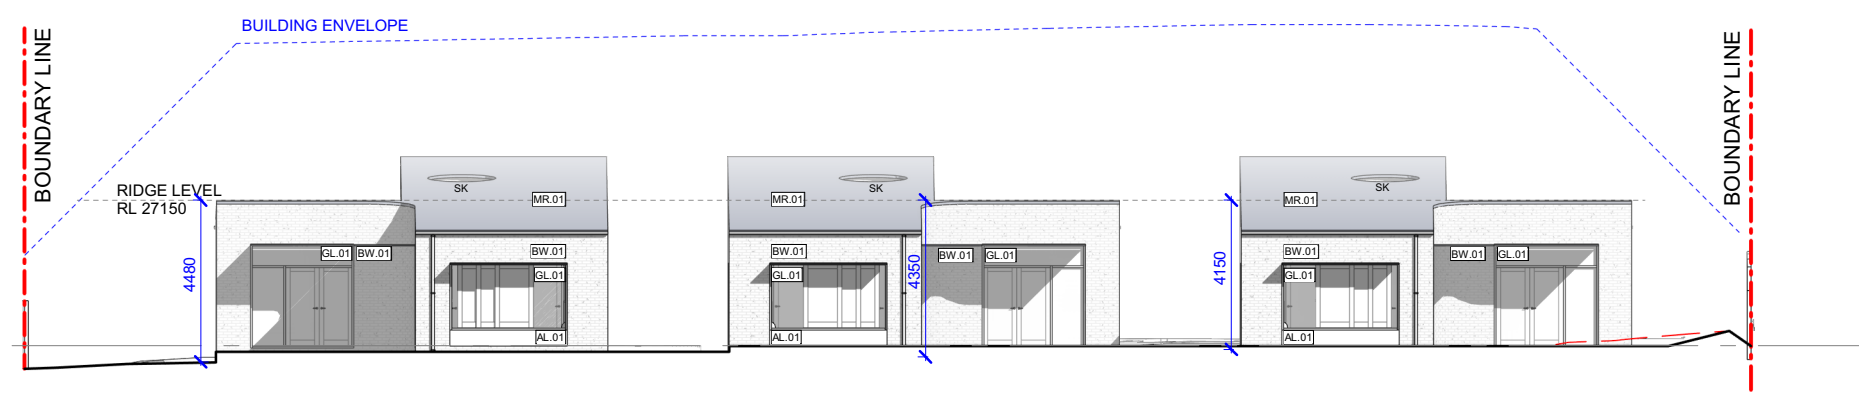 BUILDING ENVELOPE
BOUNDARY LINE
BOUNDARY LINE
RIDGE LEVEL
RL 27150
SK
MR.01
SK
MR.01
SK
MR.01
4480
GL.01
BW.01
BW.01
GL.01
AL.01
BW.01
GL.01
AL.01
4350
BW.01
GL.01
4150
BW.01
GL.01
AL.01
BW.01
GL.01